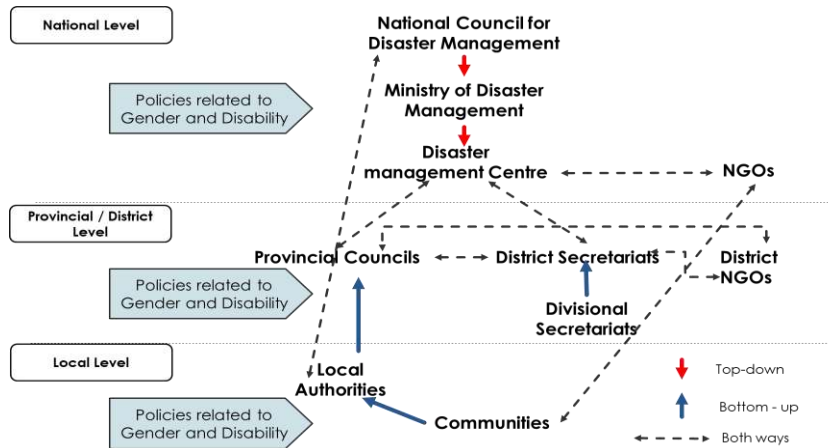 National Level
National Council for
Disaster Management
Policies related to
Gender and Disability
Ministry of Disaster
Management
Disaster
management Centre
NGOs
Provincial / District
Level
Provincial Councils
District Secretariats
District
NGOs
Policies related to
Gender and Disability
Divisional
Secretariats
Local Level
Local
Authorities
Top-down
Policies related to
Gender and Disability
Communities
Bottom - up
Both ways